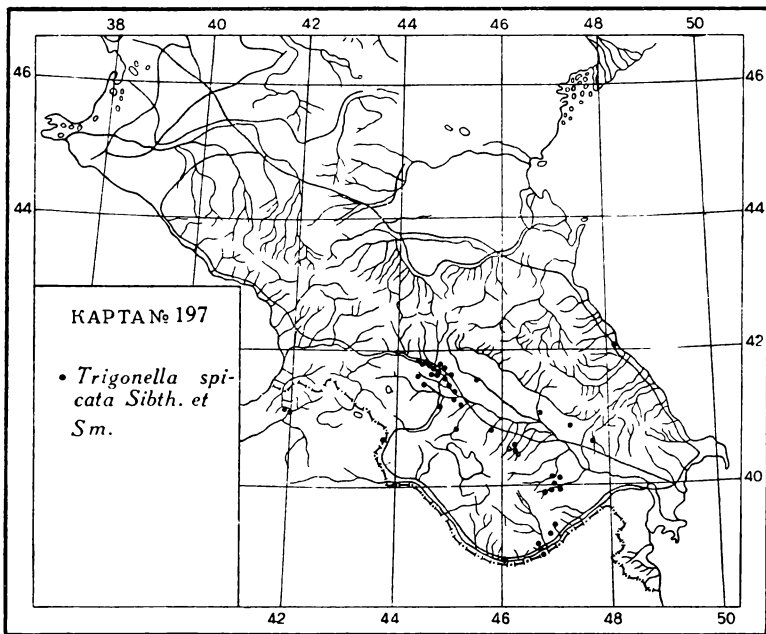 38 40 42 44 46 48 50
46 46
44 44
42
КАРТА № 197
• Trigonella spi-
cata Sibth. et
Sm.
42
40 40
42 44 46 48 50